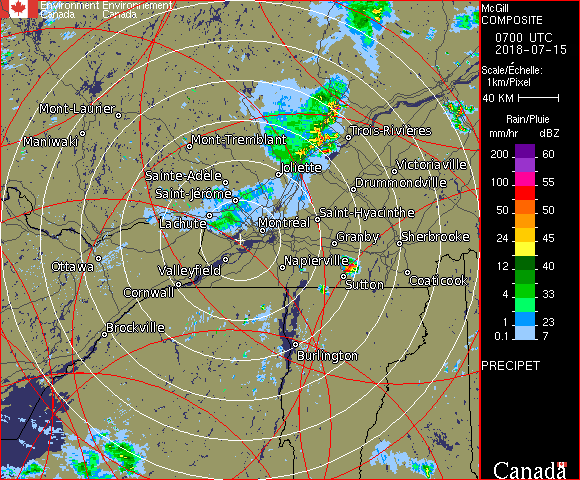 Environment Environnement
Canada Canada
McGill
COMPOSITE
0700 UTC
2018-07-15
Scale/Échelle:
1km/Pixel
40 KM
Rain/Pluie
mm/hr dBZ
200 60
100 55
50 50
24 45
12 40
4 33
1 23
0.1 7
PRECIPET
Canada
Mont-Laurier
Maniwaki
Mont-Tremblant
Trois-Rivières
Joliette
Victoriaville
Sainte-Adèle
Drummondville
Saint-Jérôme
Saint-Hyacinthe
Lachute
Montréal
Granby
Sherbrooke
Ottawa
Valleyfield
Napierville
Cornwall
Sutton
Coaticook
Brockville
Burlington